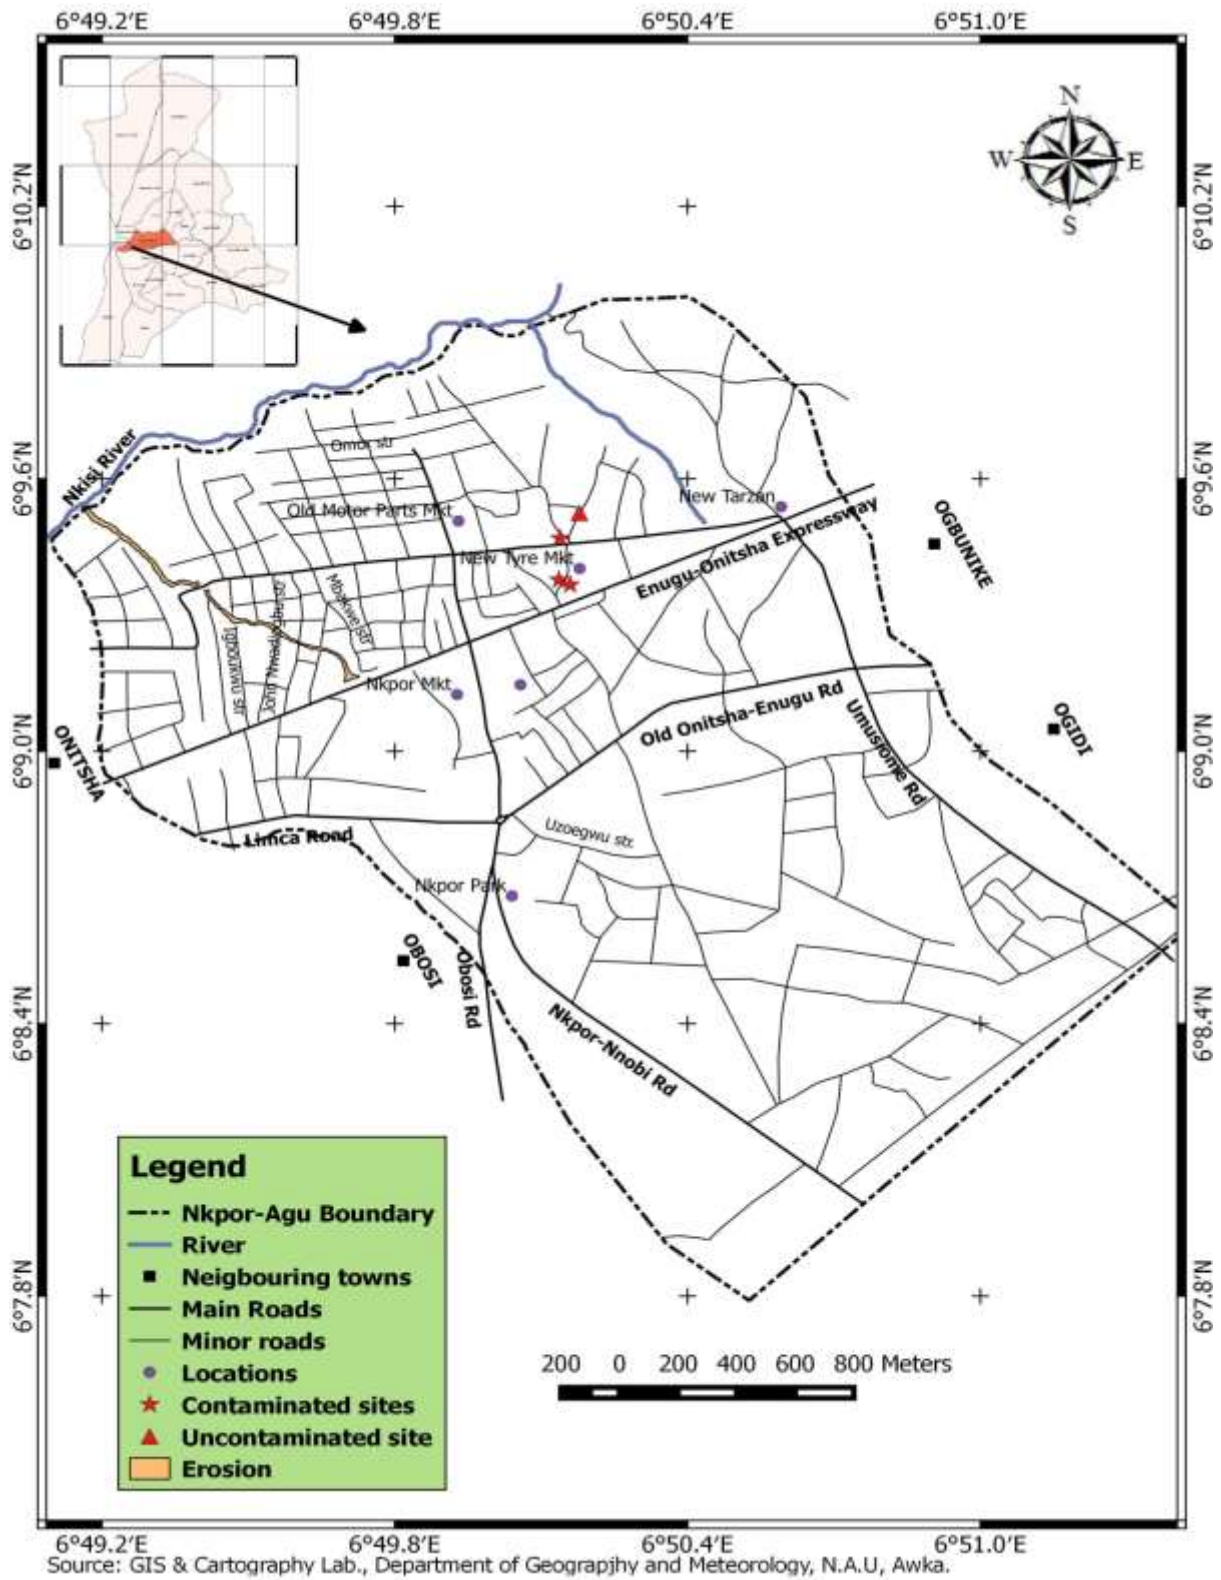 6°49.2'E 6°49.8'E 6°50.4'E 6°51.0'E
N
W E
S
6°10.2'N 6°10.2'N
6°9.6'N 6°9.6'N
6°9.0'N 6°9.0'N
6°8.4'N 6°8.4'N
6°7.8'N 6°7.8'N
Nkisi River
Omor str
Old Motor Parts Mkt
New Tarzan
New Tyre Mkt
Enugu-Onitsha Expressway
OGBUNIKE
Mbakwe str
Igboukwu str
Nkpor Mkt
Old Onitsha-Enugu Rd
Umusiome Rd
OGIDI
ONITSHA
Limca Road
Uzoegwu str.
Nkpor Park
OBOSI
Obosi Rd
Nkpor-Nnobi Rd
Legend
Nkpor-Agu Boundary
River
Neigbouring towns
Main Roads
Minor roads
Locations
Contaminated sites
Uncontaminated site
Erosion
200 0 200 400 600 800 Meters
6°49.2'E 6°49.8'E 6°50.4'E 6°51.0'E
Source: GIS & Cartography Lab., Department of Geograpjhy and Meteorology, N.A.U, Awka.